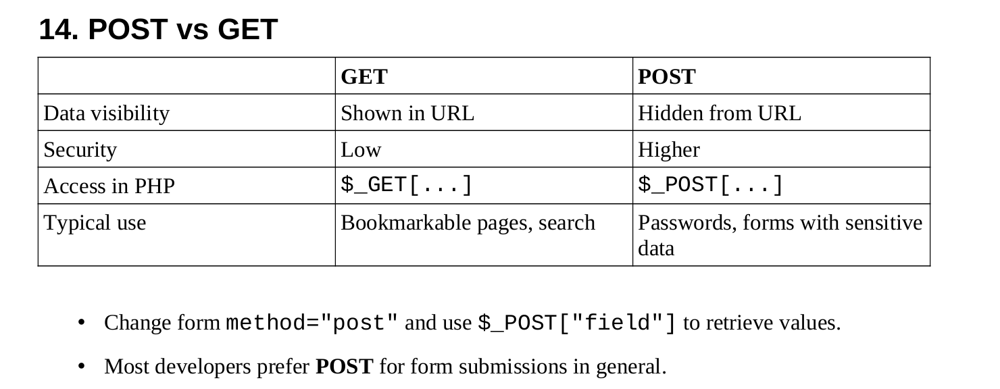 14. POST vs GET
GET POST
Data visibility Shown in URL Hidden from URL
Security Low Higher
Access in PHP $_GET[...] $_POST[...]
Typical use Bookmarkable pages, search Passwords, forms with sensitive
data
• Change form method="post" and use $_POST["field"] to retrieve values.
• Most developers prefer POST for form submissions in general.